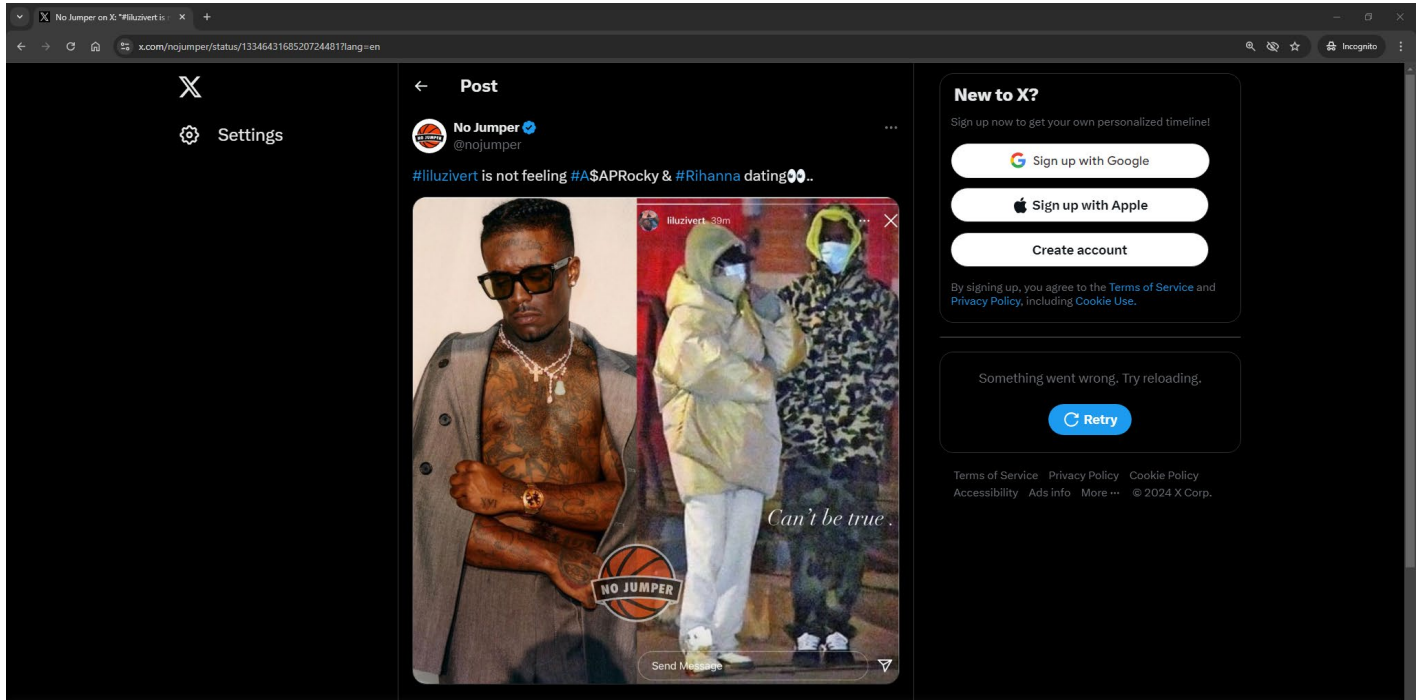 No Jumper on X: "#liluzivert is
x.com/nojumper/status/1334643168520724481?lang=en
Incognito
Settings
Post
No Jumper
@nojumper
#liluzivert is not feeling #A$APRocky & #Rihanna dating👀..
liluzivert 39m
Can't be true .
NO JUMPER
Send Message
New to X?
Sign up now to get your own personalized timeline!
Sign up with Google
Sign up with Apple
Create account
By signing up, you agree to the Terms of Service and
Privacy Policy, including Cookie Use.
Something went wrong. Try reloading.
Retry
Terms of Service Privacy Policy Cookie Policy
Accessibility Ads info More ··· © 2024 X Corp.